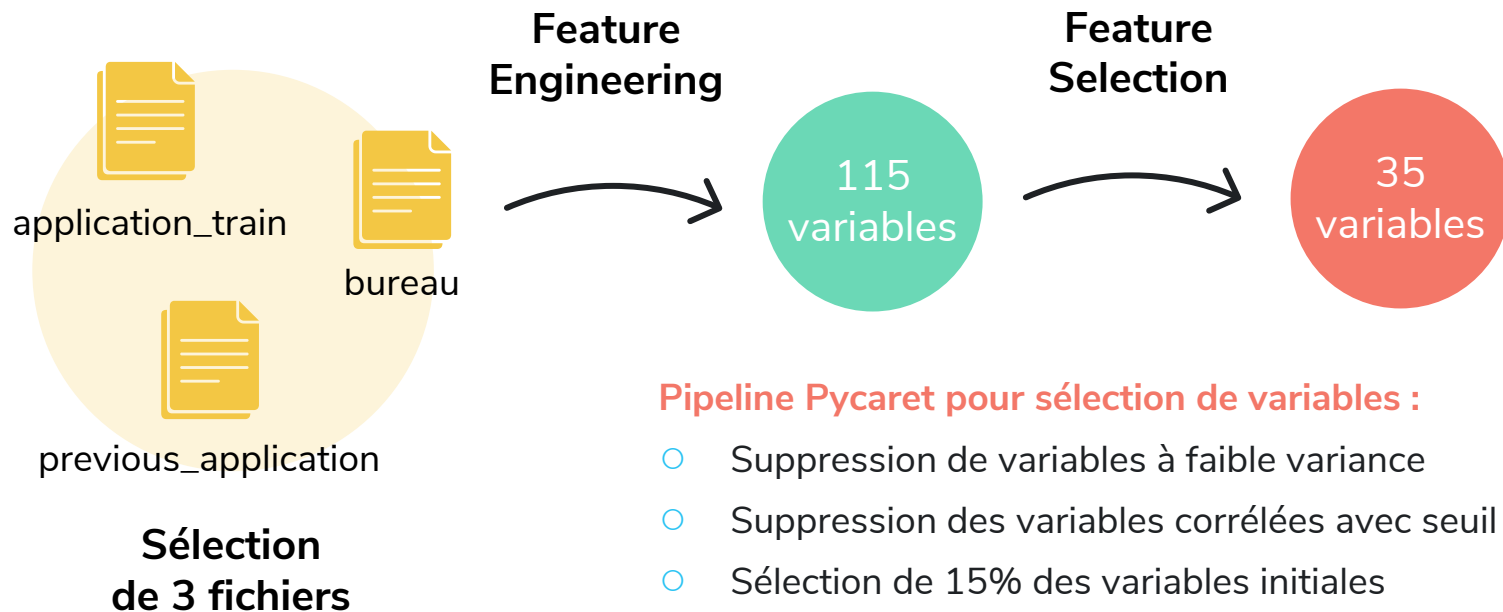 application_train
bureau
previous_application
Sélection
de 3 fichiers
Feature
Engineering
115
variables
Feature
Selection
35
variables
Pipeline Pycaret pour sélection de variables :
Suppression de variables à faible variance
Suppression des variables corrélées avec seuil
Sélection de 15% des variables initiales